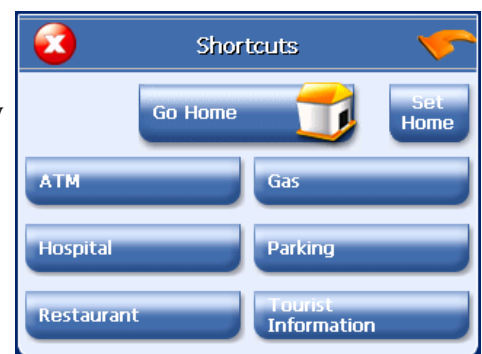 Shortcuts
Go Home
Set
Home
ATM
Gas
Hospital
Parking
Restaurant
Tourist
Information